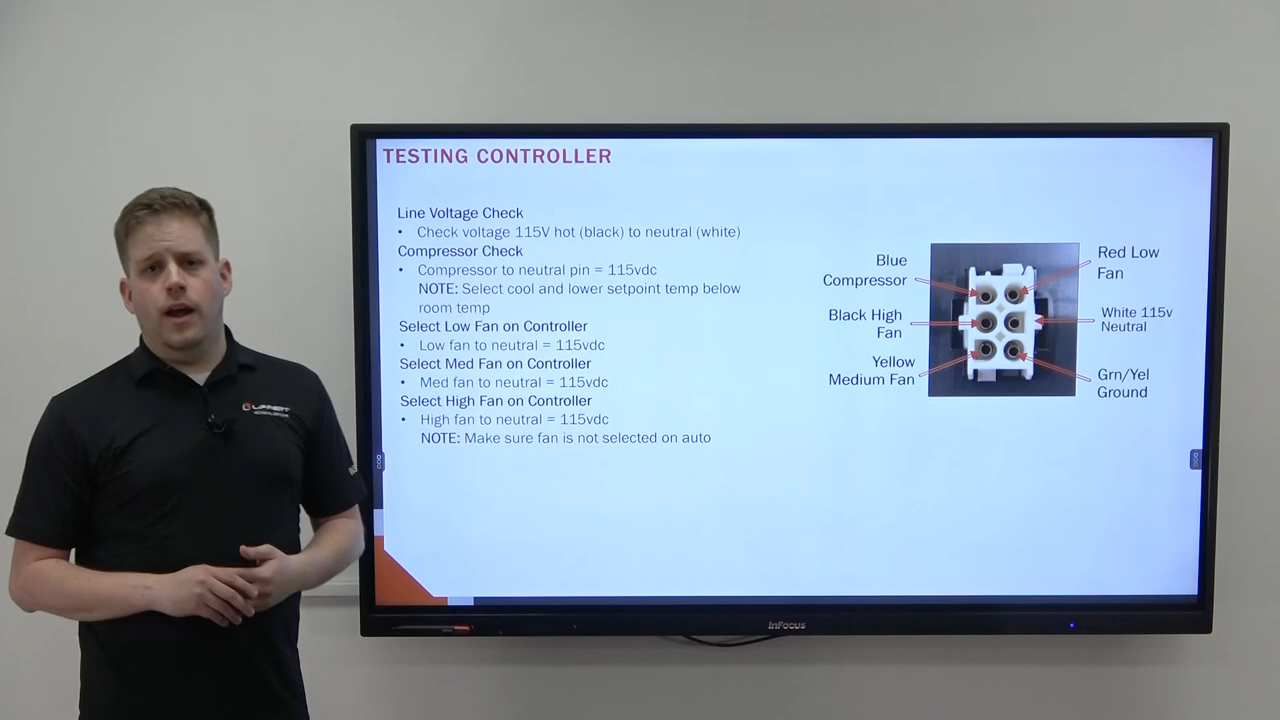 TESTING CONTROLLER
Line Voltage Check
• Check voltage 115V hot (black) to neutral (white)
Compressor Check
• Compressor to neutral pin = 115vdc
NOTE: Select cool and lower setpoint temp below
room temp
Select Low Fan on Controller
• Low fan to neutral = 115vdc
Select Med Fan on Controller
• Med fan to neutral = 115vdc
Select High Fan on Controller
• High fan to neutral = 115vdc
NOTE: Make sure fan is not selected on auto
Blue
Compressor
Black High
Fan
Yellow
Medium Fan
Red Low
Fan
White 115v
Neutral
Grn/Yel
Ground
InFocus